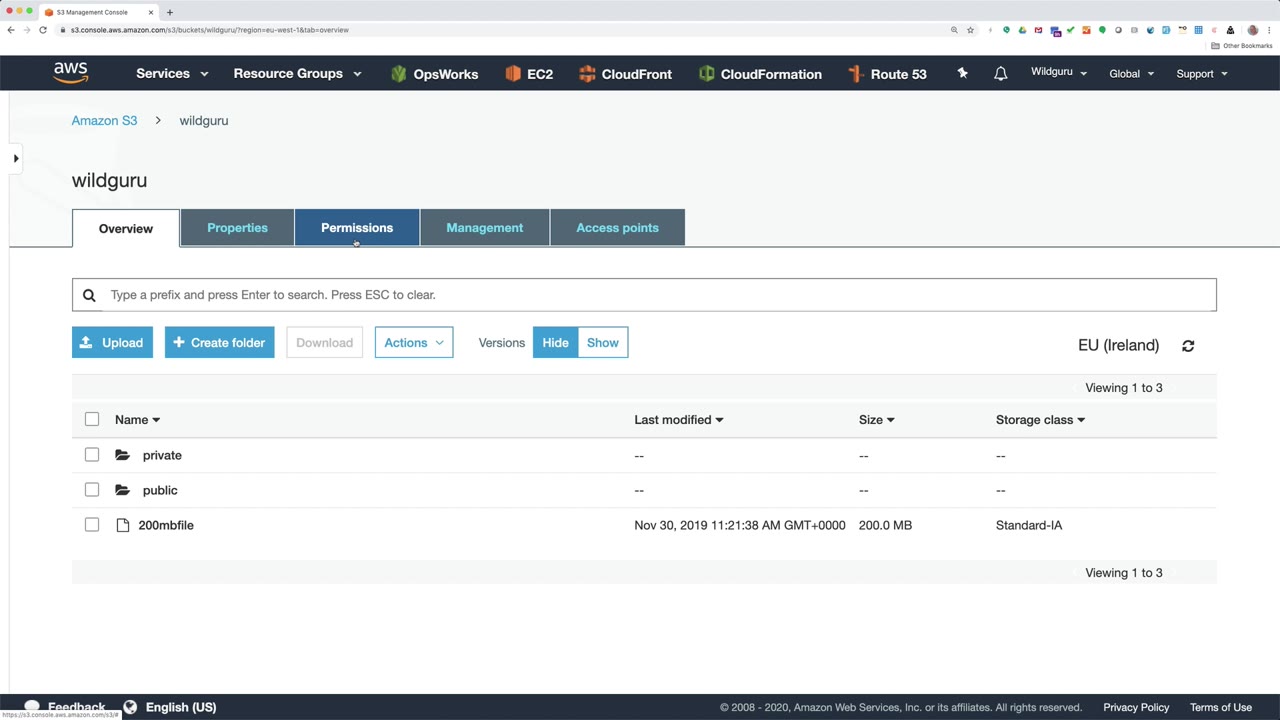 S3 Management Console
s3.console.aws.amazon.com/s3/buckets/wildguru/?region=eu-west-1&tab=overview
Other Bookmarks
aws Services Resource Groups OpsWorks EC2 CloudFront CloudFormation Route 53 Wildguru Global Support
Amazon S3 > wildguru
wildguru
Overview Properties Permissions Management Access points
Type a prefix and press Enter to search. Press ESC to clear.
Upload + Create folder Download Actions Versions Hide Show EU (Ireland)
Viewing 1 to 3
Name Last modified Size Storage class
private -- -- --
public -- -- --
200mbfile Nov 30, 2019 11:21:38 AM GMT+0000 200.0 MB Standard-IA
Viewing 1 to 3
Feedback English (US) © 2008 - 2020, Amazon Web Services, Inc. or its affiliates. All rights reserved. Privacy Policy Terms of Use
https://s3.console.aws.amazon.com/s3/#